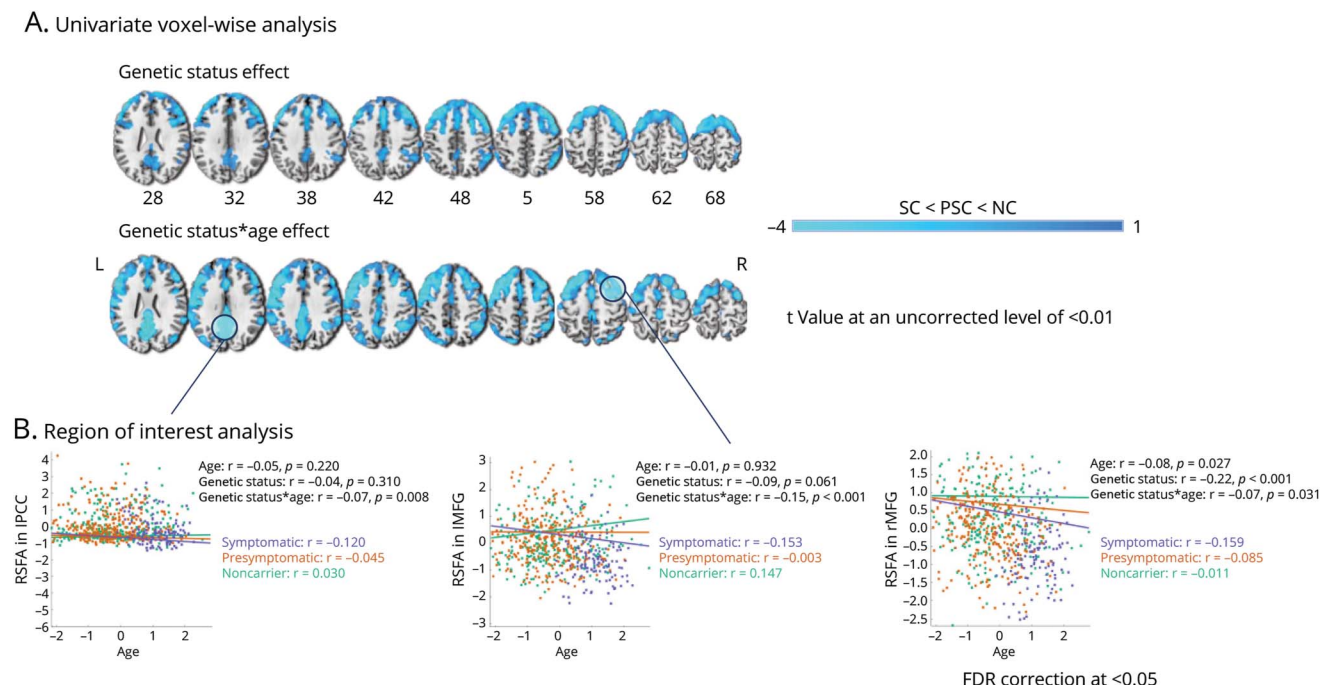 A. Univariate voxel-wise analysis
Genetic status effect
28 32 38 42 48 5 58 62 68
SC < PSC < NC
–4 1
Genetic status*age effect
L R
t Value at an uncorrected level of <0.01
B. Region of interest analysis
RSFA in lPCC
4
3
2
1
0
–1
–2
–3
–4
–5
–6
–2 –1 0 1 2
Age
Age: r = –0.05, p = 0.220
Genetic status: r = –0.04, p = 0.310
Genetic status*age: r = –0.07, p = 0.008
Symptomatic: r = –0.120
Presymptomatic: r = –0.045
Noncarrier: r = 0.030
RSFA in lMFG
3
2
1
0
–1
–2
–3
–2 –1 0 1 2
Age
Age: r = –0.01, p = 0.932
Genetic status: r = –0.09, p = 0.061
Genetic status*age: r = –0.15, p < 0.001
Symptomatic: r = –0.153
Presymptomatic: r = –0.003
Noncarrier: r = 0.147
RSFA in rMFG
2.0
1.5
1.0
0.5
0.0
–0.5
–1.0
–1.5
–2.0
–2.5
–2 –1 0 1 2
Age
Age: r = –0.08, p = 0.027
Genetic status: r = –0.22, p < 0.001
Genetic status*age: r = –0.07, p = 0.031
Symptomatic: r = –0.159
Presymptomatic: r = –0.085
Noncarrier: r = –0.011
FDR correction at <0.05